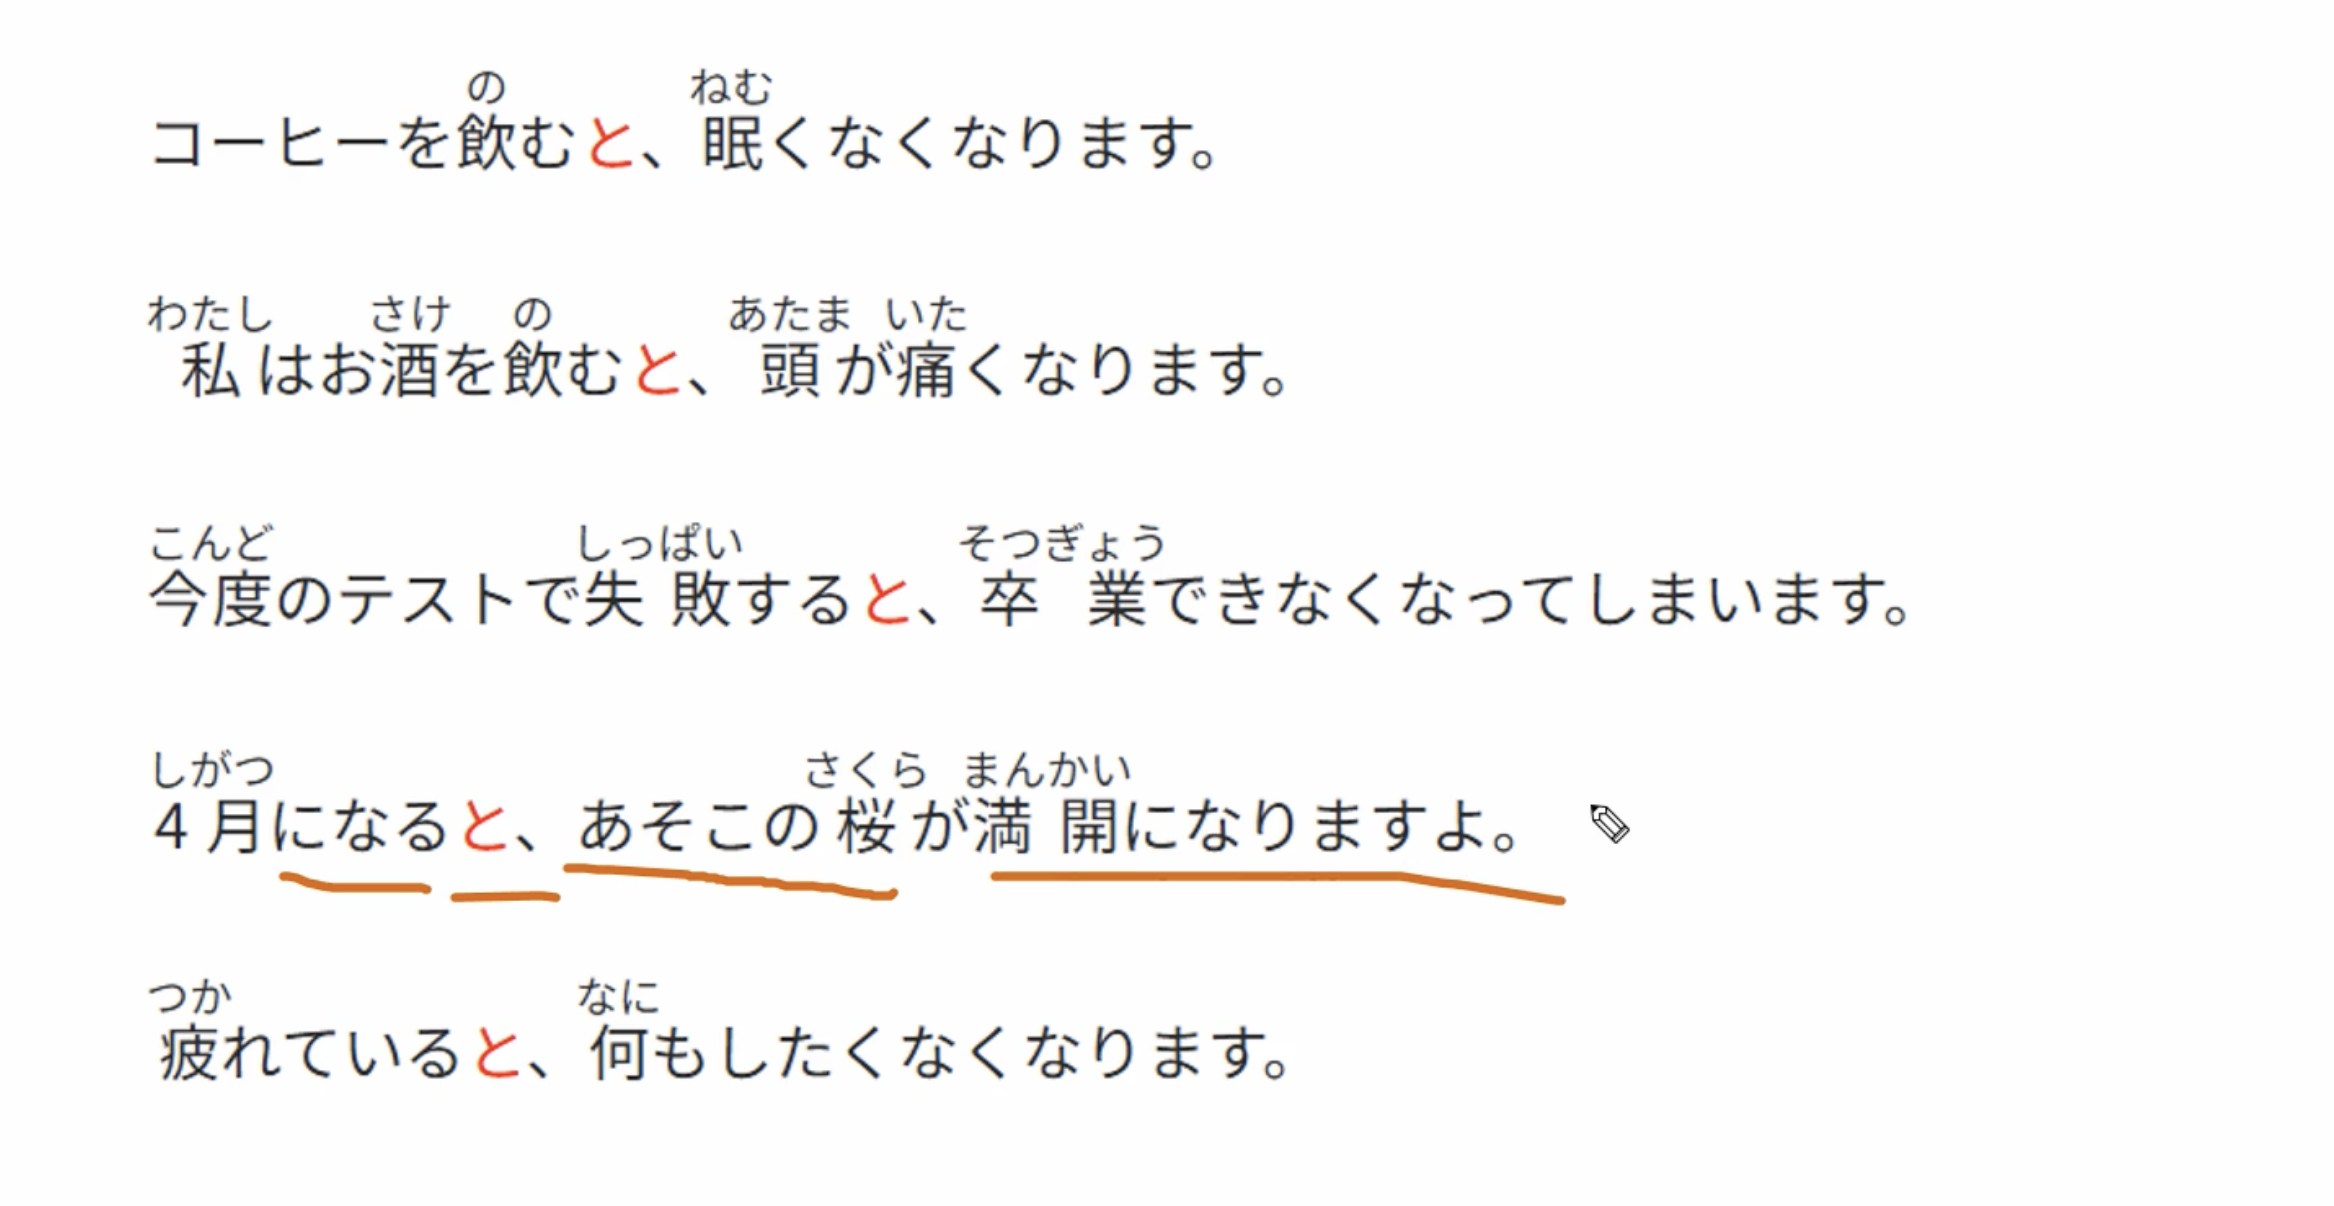 の ねむ
コーヒーを飲むと、眠くなくなります。
わたし さけ の あたま いた
私はお酒を飲むと、頭が痛くなります。
こんど しっぱい そつぎょう
今度のテストで失敗すると、卒業できなくなってしまいます。
しがつ さくら まんかい
4月になると、あそこの桜が満開になりますよ。
つか なに
疲れていると、何もしたくなくなります。